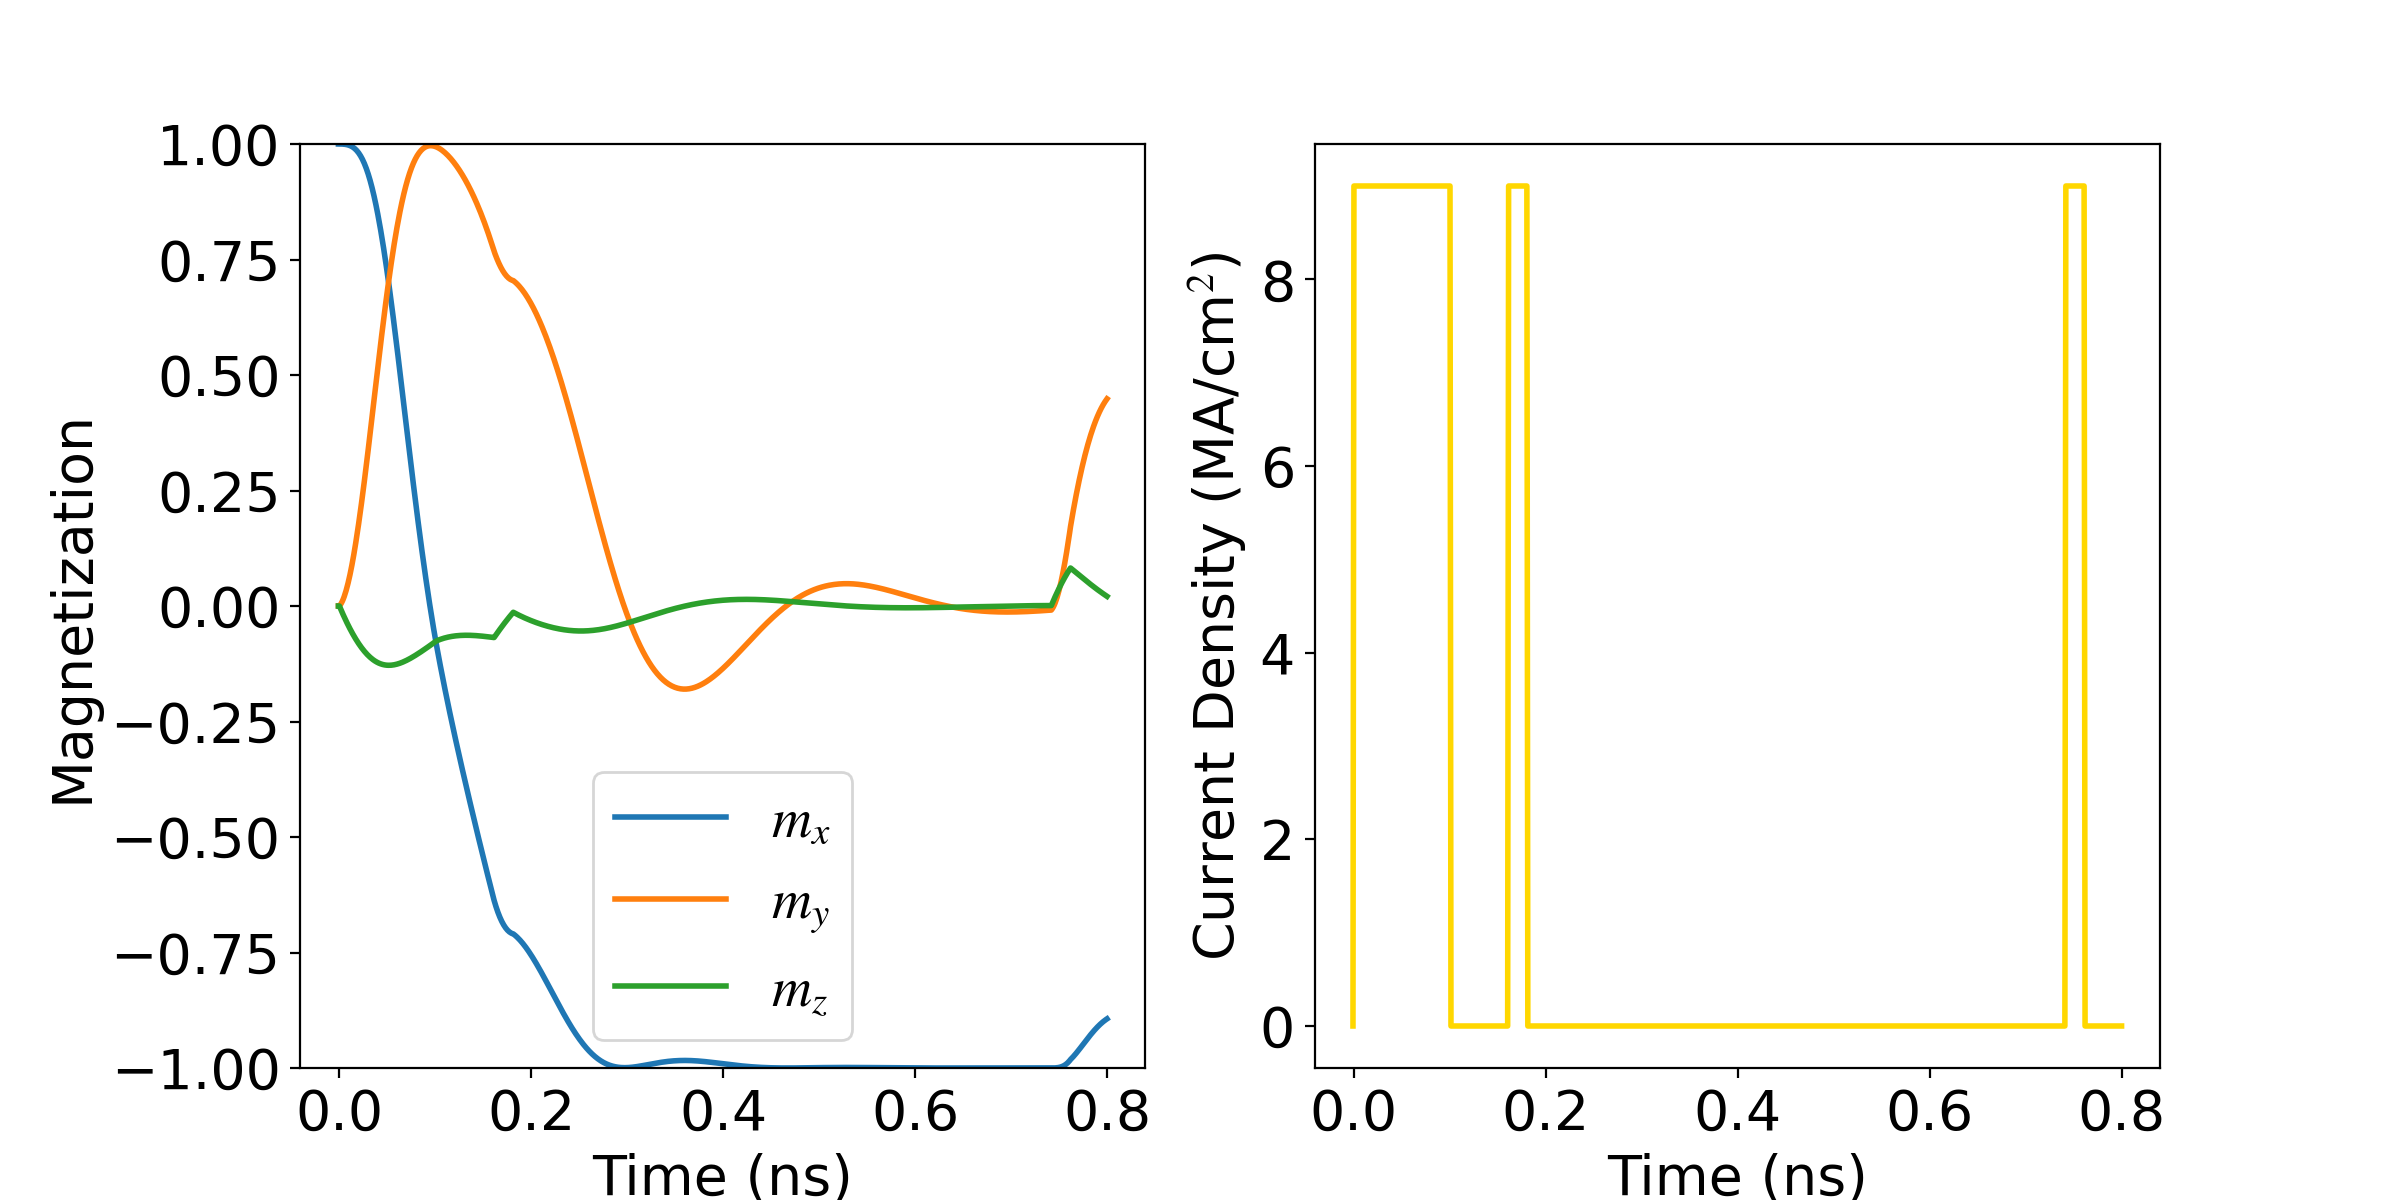 Magnetization
1.00
0.75
0.50
0.25
0.00
−0.25
−0.50
−0.75
−1.00
0.0 0.2 0.4 0.6 0.8
Time (ns)
m_x
m_y
m_z
Current Density (MA/cm²)
8
6
4
2
0
0.0 0.2 0.4 0.6 0.8
Time (ns)